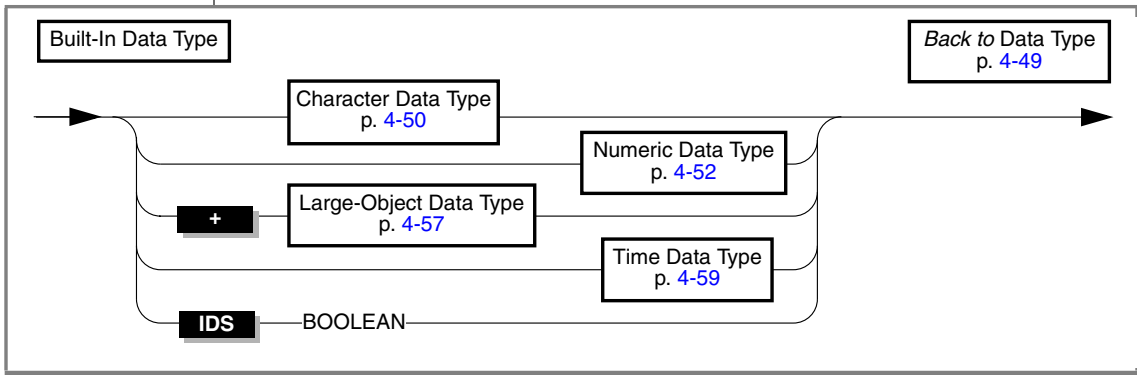 Built-In Data Type
Back to Data Type
p. 4-49
Character Data Type
p. 4-50
Numeric Data Type
p. 4-52
+
Large-Object Data Type
p. 4-57
Time Data Type
p. 4-59
IDS
BOOLEAN